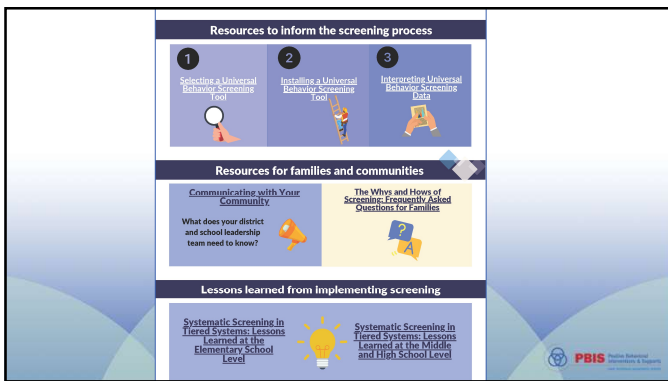 Resources to inform the screening process
1
Selecting a Universal
Behavior Screening
Tool
2
Installing a Universal
Behavior Screening
Tool
3
Interpreting Universal
Behavior Screening
Data
Resources for families and communities
Communicating with Your
Community
What does your district
and school leadership
team need to know?
The Whys and Hows of
Screening: Frequently Asked
Questions for Families
?
A
Lessons learned from implementing screening
Systematic Screening in
Tiered Systems: Lessons
Learned at the
Elementary School
Level
Systematic Screening in
Tiered Systems: Lessons
Learned at the Middle
and High School Level
PBIS
Positive Behavioral
Interventions & Supports